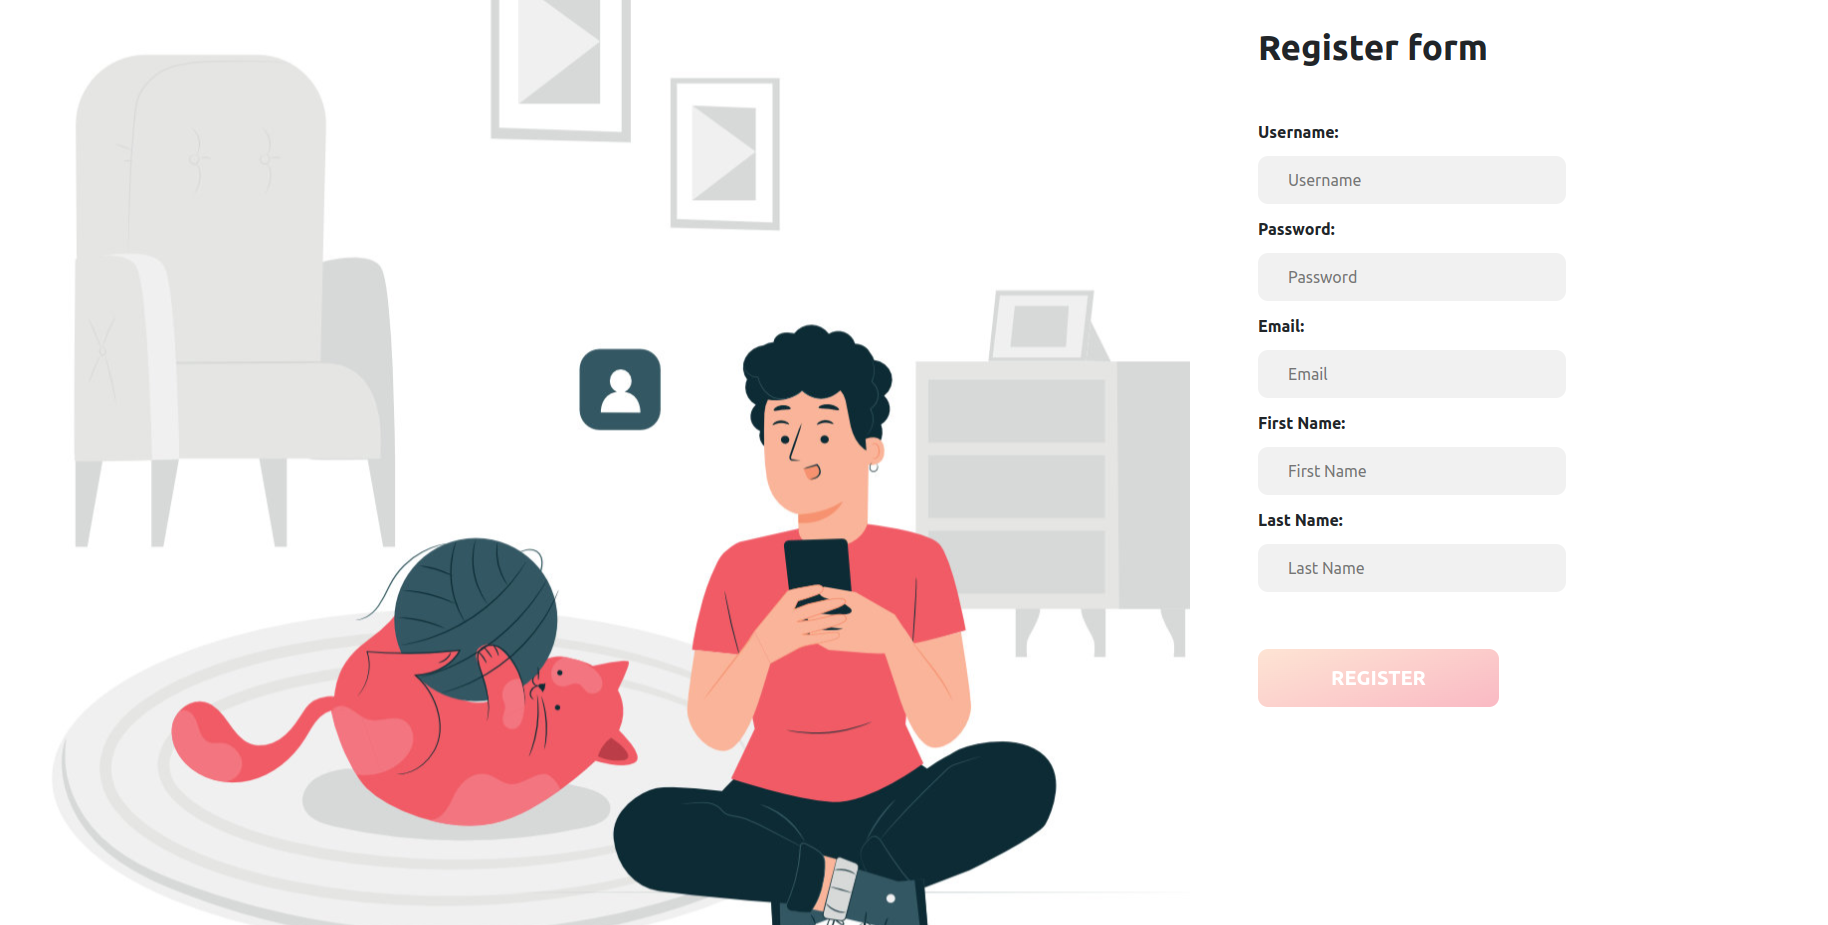 Register form
Username:
Username
Password:
Password
Email:
Email
First Name:
First Name
Last Name:
Last Name
REGISTER